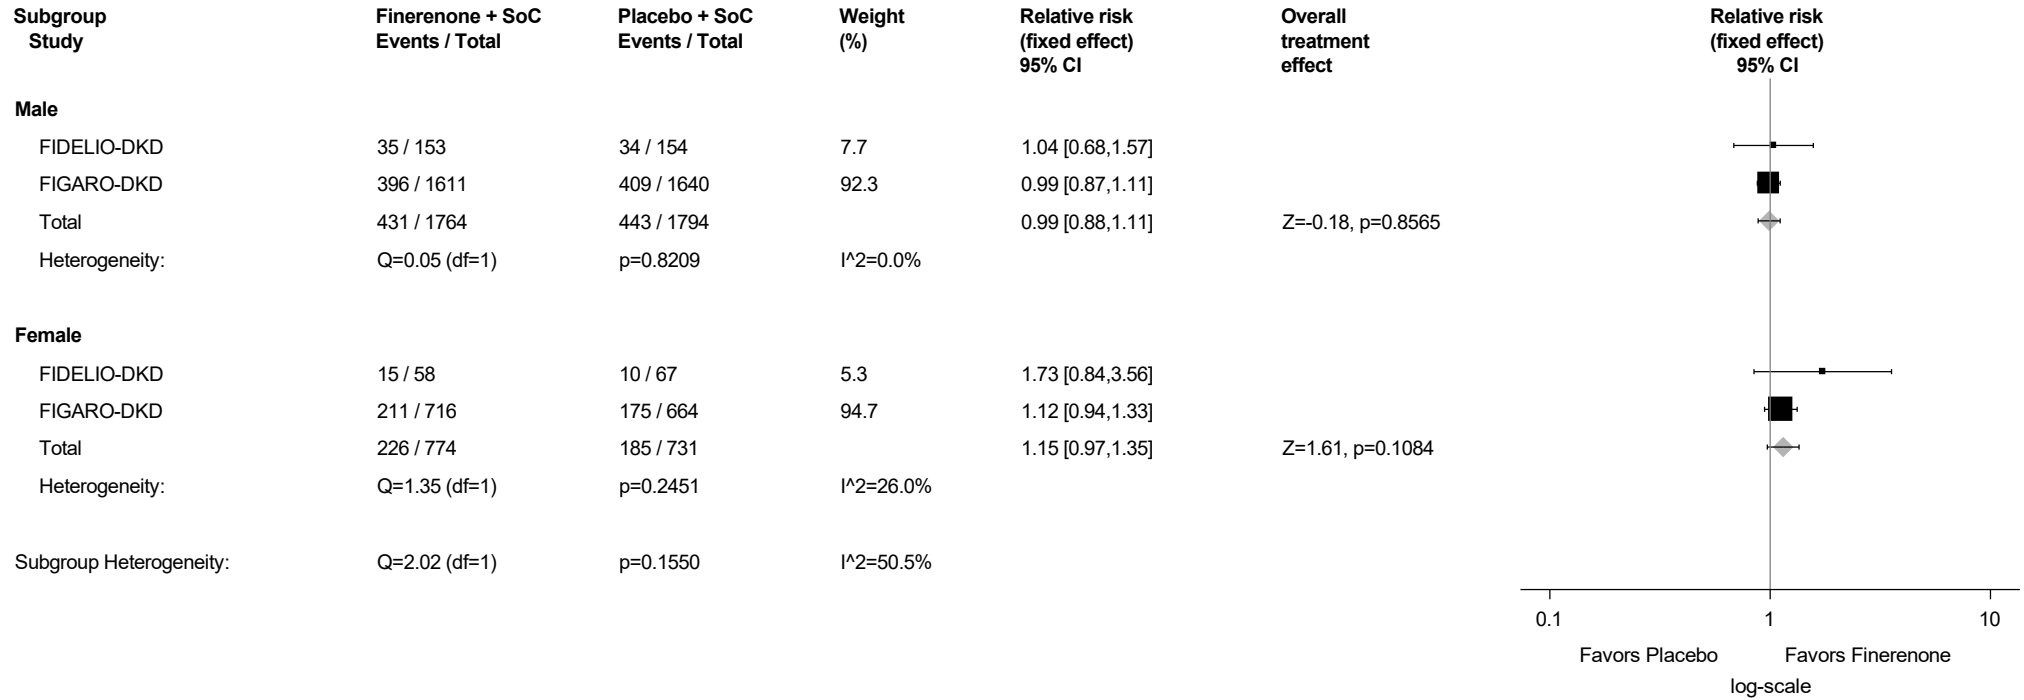 Subgroup Finerenone + SoC Placebo + SoC Weight Relative risk Overall Relative risk
Study Events / Total Events / Total (%) (fixed effect) treatment (fixed effect)
95% CI effect 95% CI
Male
FIDELIO-DKD 35 / 153 34 / 154 7.7 1.04 [0.68,1.57]
FIGARO-DKD 396 / 1611 409 / 1640 92.3 0.99 [0.87,1.11]
Total 431 / 1764 443 / 1794 0.99 [0.88,1.11] Z=-0.18, p=0.8565
Heterogeneity: Q=0.05 (df=1) p=0.8209 I^2=0.0%
Female
FIDELIO-DKD 15 / 58 10 / 67 5.3 1.73 [0.84,3.56]
FIGARO-DKD 211 / 716 175 / 664 94.7 1.12 [0.94,1.33]
Total 226 / 774 185 / 731 1.15 [0.97,1.35] Z=1.61, p=0.1084
Heterogeneity: Q=1.35 (df=1) p=0.2451 I^2=26.0%
Subgroup Heterogeneity: Q=2.02 (df=1) p=0.1550 I^2=50.5%
0.1 1 10
Favors Placebo Favors Finerenone
log-scale